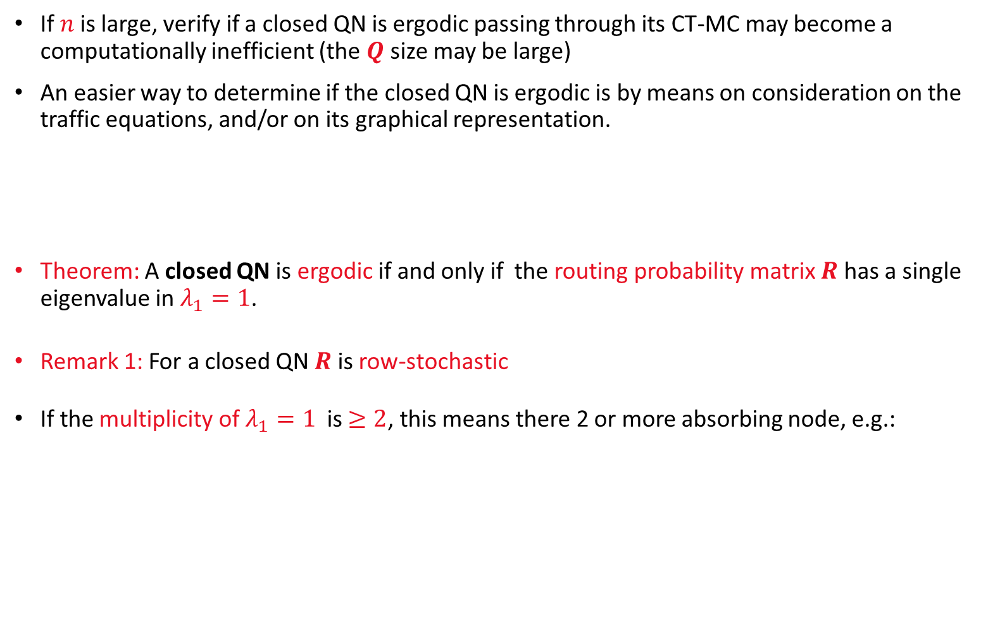 • If n is large, verify if a closed QN is ergodic passing through its CT-MC may become a
computationally inefficient (the Q size may be large)
• An easier way to determine if the closed QN is ergodic is by means on consideration on the
traffic equations, and/or on its graphical representation.
• Theorem: A closed QN is ergodic if and only if the routing probability matrix R has a single
eigenvalue in λ₁ = 1.
• Remark 1: For a closed QN R is row-stochastic
• If the multiplicity of λ₁ = 1 is ≥ 2, this means there 2 or more absorbing node, e.g.: